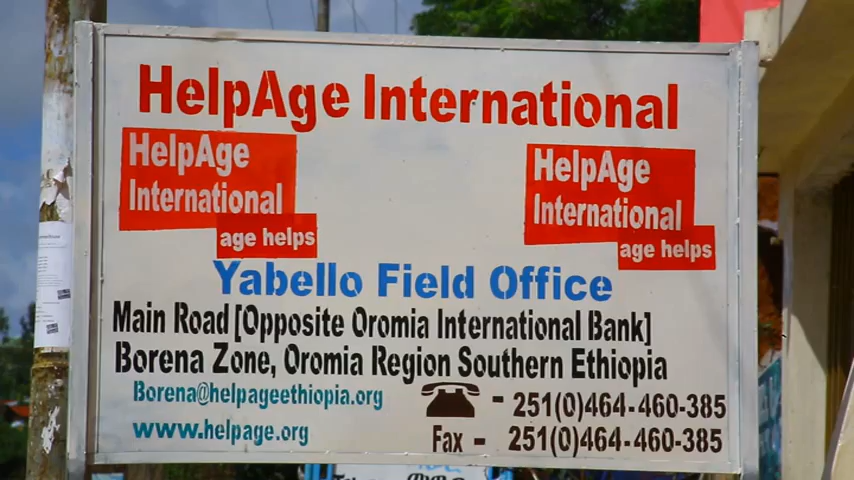 HelpAge International
HelpAge
International
age helps
HelpAge
International
age helps
Yabello Field Office
Main Road [Opposite Oromia International Bank]
Borena Zone, Oromia Region Southern Ethiopia
Borena@helpageethiopia.org
- 251(0)464-460-385
www.helpage.org
Fax - 251(0)464-460-385